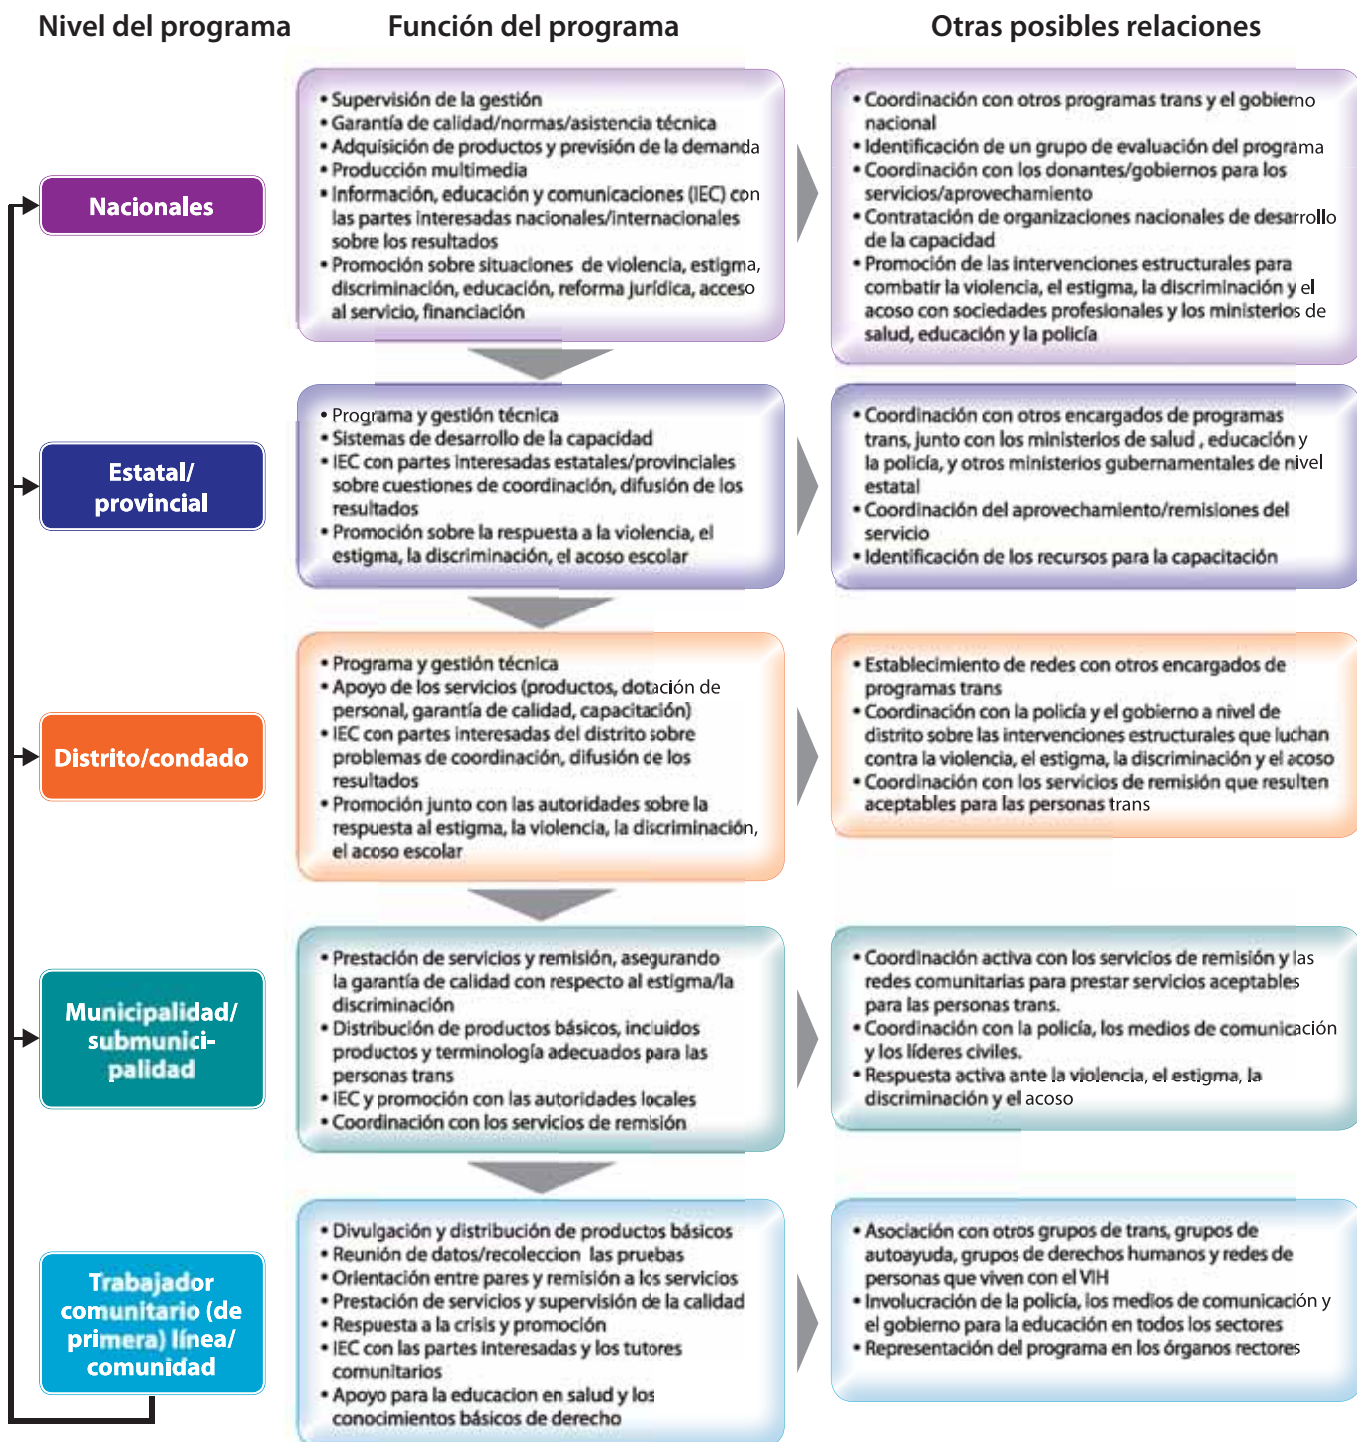 Nivel del programa
Función del programa
Otras posibles relaciones
Nacionales
• Supervisión de la gestión
• Garantía de calidad/normas/asistencia técnica
• Adquisición de productos y previsión de la demanda
• Producción multimedia
• Información, educación y comunicaciones (IEC) con
las partes interesadas nacionales/internacionales
sobre los resultados
• Promoción sobre situaciones de violencia, estigma,
discriminación, educación, reforma jurídica, acceso
al servicio, financiación
• Coordinación con otros programas trans y el gobierno
nacional
• Identificación de un grupo de evaluación del programa
• Coordinación con los donantes/gobiernos para los
servicios/aprovechamiento
• Contratación de organizaciones nacionales de desarrollo
de la capacidad
• Promoción de las intervenciones estructurales para
combatir la violencia, el estigma, la discriminación y el
acoso con sociedades profesionales y los ministerios de
salud, educación y la policía
Estatal/
provincial
• Programa y gestión técnica
• Sistemas de desarrollo de la capacidad
• IEC con partes interesadas estatales/provinciales
sobre cuestiones de coordinación, difusión de los
resultados
• Promoción sobre la respuesta a la violencia, el
estigma, la discriminación, el acoso escolar
• Coordinación con otros encargados de programas
trans, junto con los ministerios de salud , educación y
la policía, y otros ministerios gubernamentales de nivel
estatal
• Coordinación del aprovechamiento/remisiones del
servicio
• Identificación de los recursos para la capacitación
Distrito/condado
• Programa y gestión técnica
• Apoyo de los servicios (productos, dotación de
personal, garantía de calidad, capacitación)
• IEC con partes interesadas del distrito sobre
problemas de coordinación, difusión de los
resultados
• Promoción junto con las autoridades sobre la
respuesta al estigma, la violencia, la discriminación,
el acoso escolar
• Establecimiento de redes con otros encargados de
programas trans
• Coordinación con la policía y el gobierno a nivel de
distrito sobre las intervenciones estructurales que luchan
contra la violencia, el estigma, la discriminación y el acoso
• Coordinación con los servicios de remisión que resulten
aceptables para las personas trans
Municipalidad/
submunici-
palidad
• Prestación de servicios y remisión, asegurando
la garantía de calidad con respecto al estigma/la
discriminación
• Distribución de productos básicos, incluidos
productos y terminología adecuados para las
personas trans
• IEC y promoción con las autoridades locales
• Coordinación con los servicios de remisión
• Coordinación activa con los servicios de remisión y las
redes comunitarias para prestar servicios aceptables
para las personas trans.
• Coordinación con la policía, los medios de comunicación
y los líderes civiles.
• Respuesta activa ante la violencia, el estigma, la
discriminación y el acoso
Trabajador
comunitario (de
primera) línea/
comunidad
• Divulgación y distribución de productos básicos
• Reunión de datos/recoleccion las pruebas
• Orientación entre pares y remisión a los servicios
• Prestación de servicios y supervisión de la calidad
• Respuesta a la crisis y promoción
• IEC con las partes interesadas y los tutores
comunitarios
• Apoyo para la educacion en salud y los
conocimientos básicos de derecho
• Asociación con otros grupos de trans, grupos de
autoayuda, grupos de derechos humanos y redes de
personas que viven con el VIH
• Involucración de la policía, los medios de comunicación y
el gobierno para la educación en todos los sectores
• Representación del programa en los órganos rectores